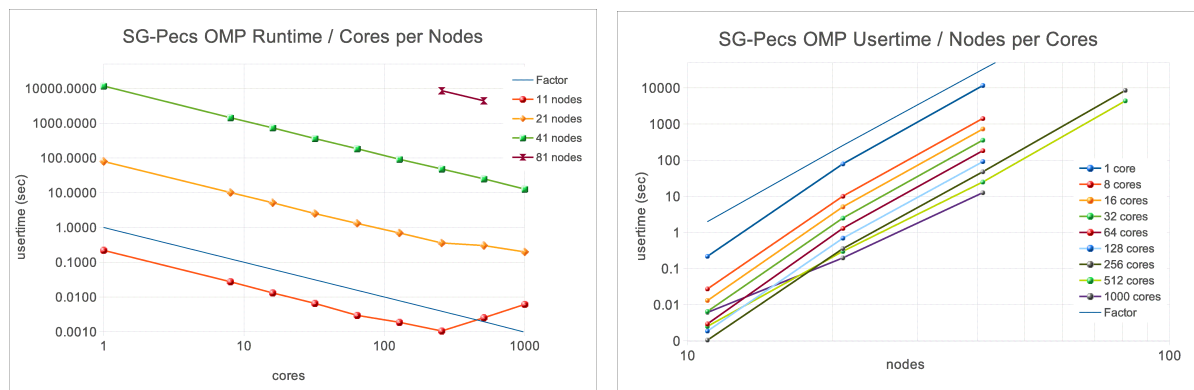 SG-Pecs OMP Runtime / Cores per Nodes
10000.0000
1000.0000
100.0000
10.0000
1.0000
0.1000
0.0100
0.0010
usertime (sec)
1
10
100
1000
cores
Factor
11 nodes
21 nodes
41 nodes
81 nodes
SG-Pecs OMP Usertime / Nodes per Cores
10000
1000
100
10
1
0.1
0.01
0
usertime (sec)
10
100
nodes
1 core
8 cores
16 cores
32 cores
64 cores
128 cores
256 cores
512 cores
1000 cores
Factor